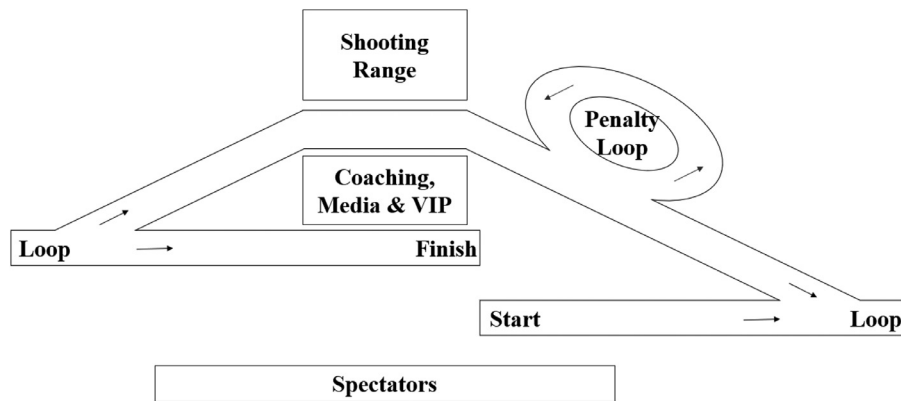 Shooting
Range
Penalty
Loop
Coaching,
Media & VIP
Loop
Finish
Start
Loop
Spectators